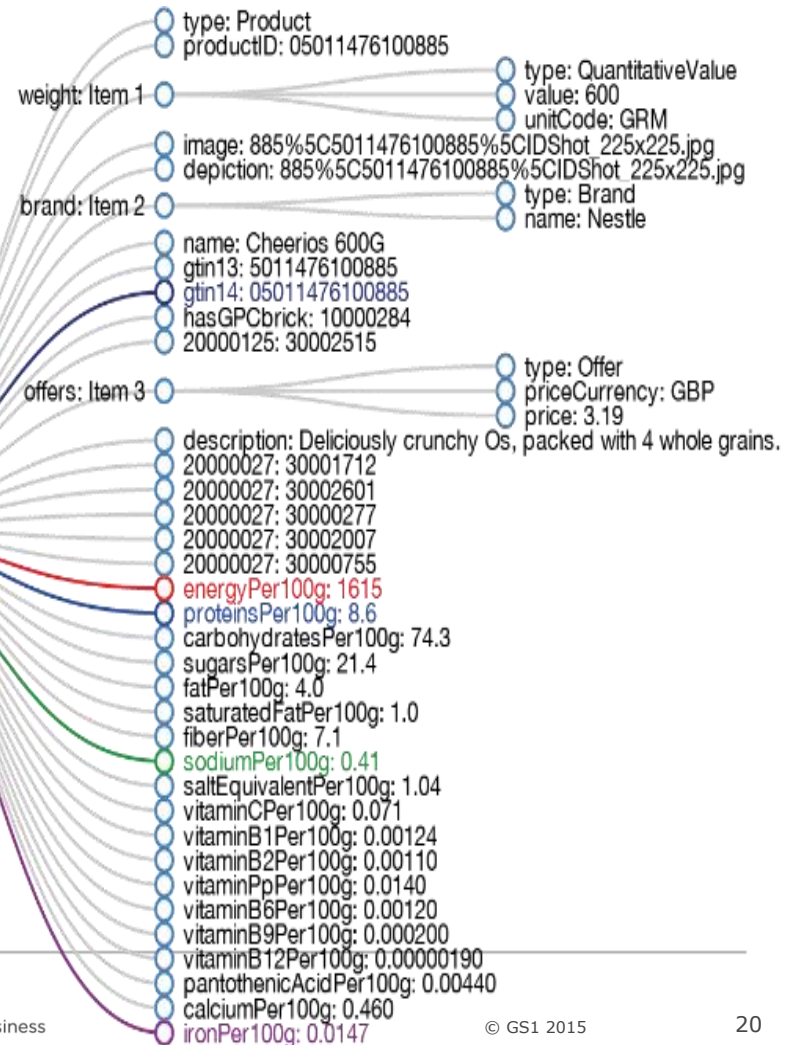 type: Product
productID: 05011476100885
weight: Item 1
type: QuantitativeValue
value: 600
unitCode: GRM
image: 885%5C5011476100885%5CIDShot_225x225.jpg
depiction: 885%5C5011476100885%5CIDShot_225x225.jpg
brand: Item 2
type: Brand
name: Nestle
name: Cheerios 600G
gtin13: 5011476100885
gtin14: 05011476100885
hasGPCbrick: 10000284
20000125: 30002515
offers: Item 3
type: Offer
priceCurrency: GBP
price: 3.19
description: Deliciously crunchy Os, packed with 4 whole grains.
20000027: 30001712
20000027: 30002601
20000027: 30000277
20000027: 30002007
20000027: 30000755
energyPer100g: 1615
proteinsPer100g: 8.6
carbohydratesPer100g: 74.3
sugarsPer100g: 21.4
fatPer100g: 4.0
saturatedFatPer100g: 1.0
fiberPer100g: 7.1
sodiumPer100g: 0.41
saltEquivalentPer100g: 1.04
vitaminCPer100g: 0.071
vitaminB1Per100g: 0.00124
vitaminB2Per100g: 0.00110
vitaminPpPer100g: 0.0140
vitaminB6Per100g: 0.00120
vitaminB9Per100g: 0.000200
vitaminB12Per100g: 0.00000190
pantothenicAcidPer100g: 0.00440
calciumPer100g: 0.460
ironPer100g: 0.0147
siness
© GS1 2015
20